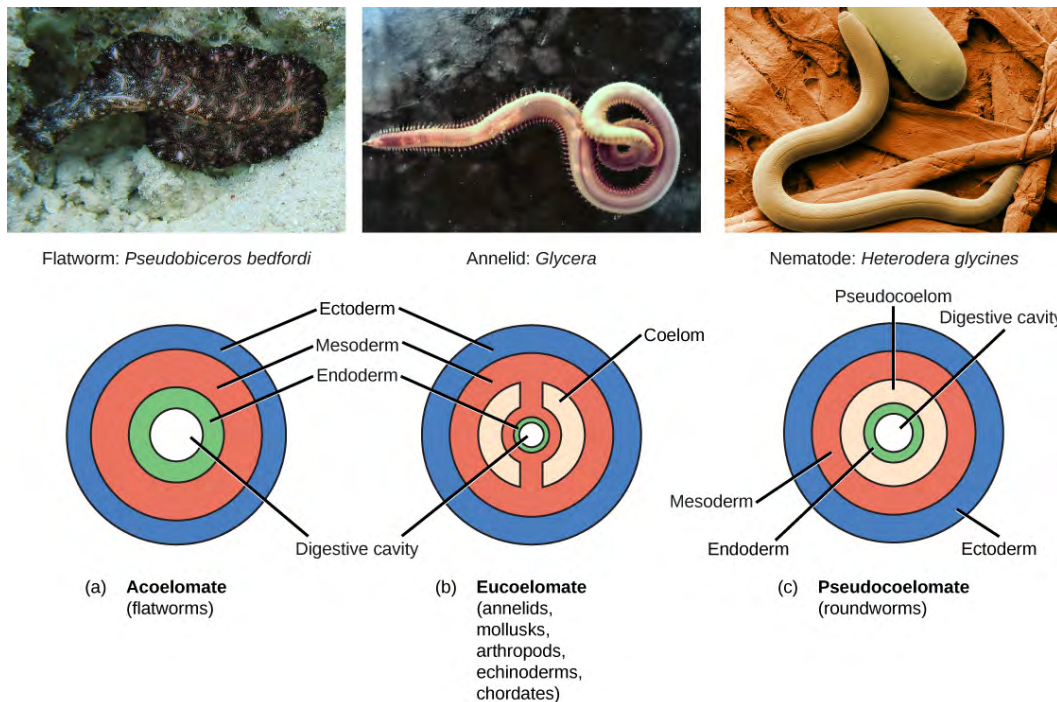 Flatworm: Pseudobiceros bedfordi
Annelid: Glycera
Nematode: Heterodera glycines
Ectoderm
Mesoderm
Endoderm
Coelom
Digestive cavity
Pseudocoelom
Digestive cavity
Mesoderm
Endoderm
Ectoderm
(a) Acoelomate
(flatworms)
(b) Eucoelomate
(annelids,
mollusks,
arthropods,
echinoderms,
chordates)
(c) Pseudocoelomate
(roundworms)